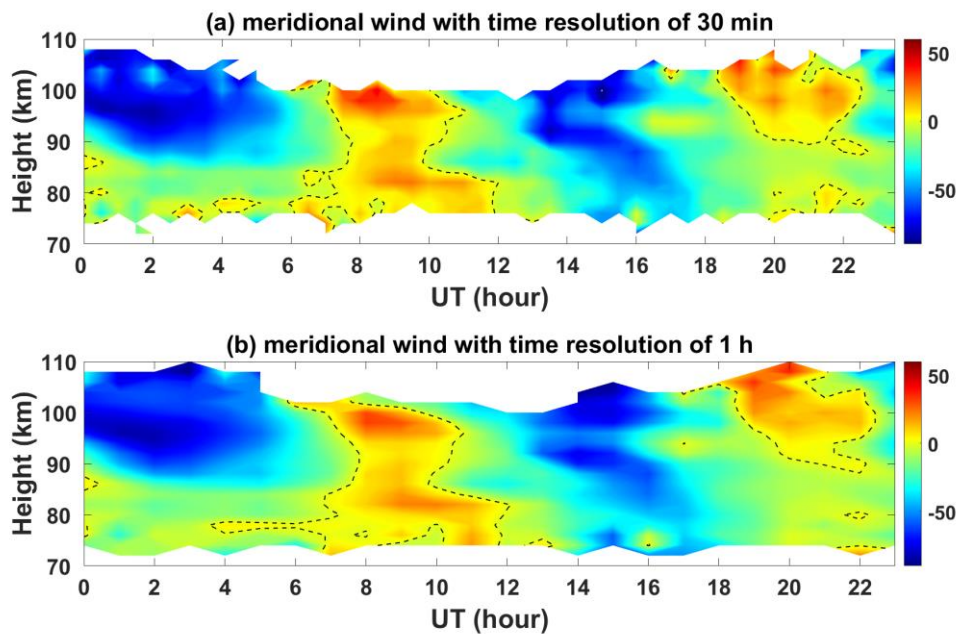 (a) meridional wind with time resolution of 30 min
110
100
90
80
70
Height (km)
0 2 4 6 8 10 12 14 16 18 20 22
UT (hour)
50
0
-50
(b) meridional wind with time resolution of 1 h
110
100
90
80
70
Height (km)
0 2 4 6 8 10 12 14 16 18 20 22
UT (hour)
50
0
-50